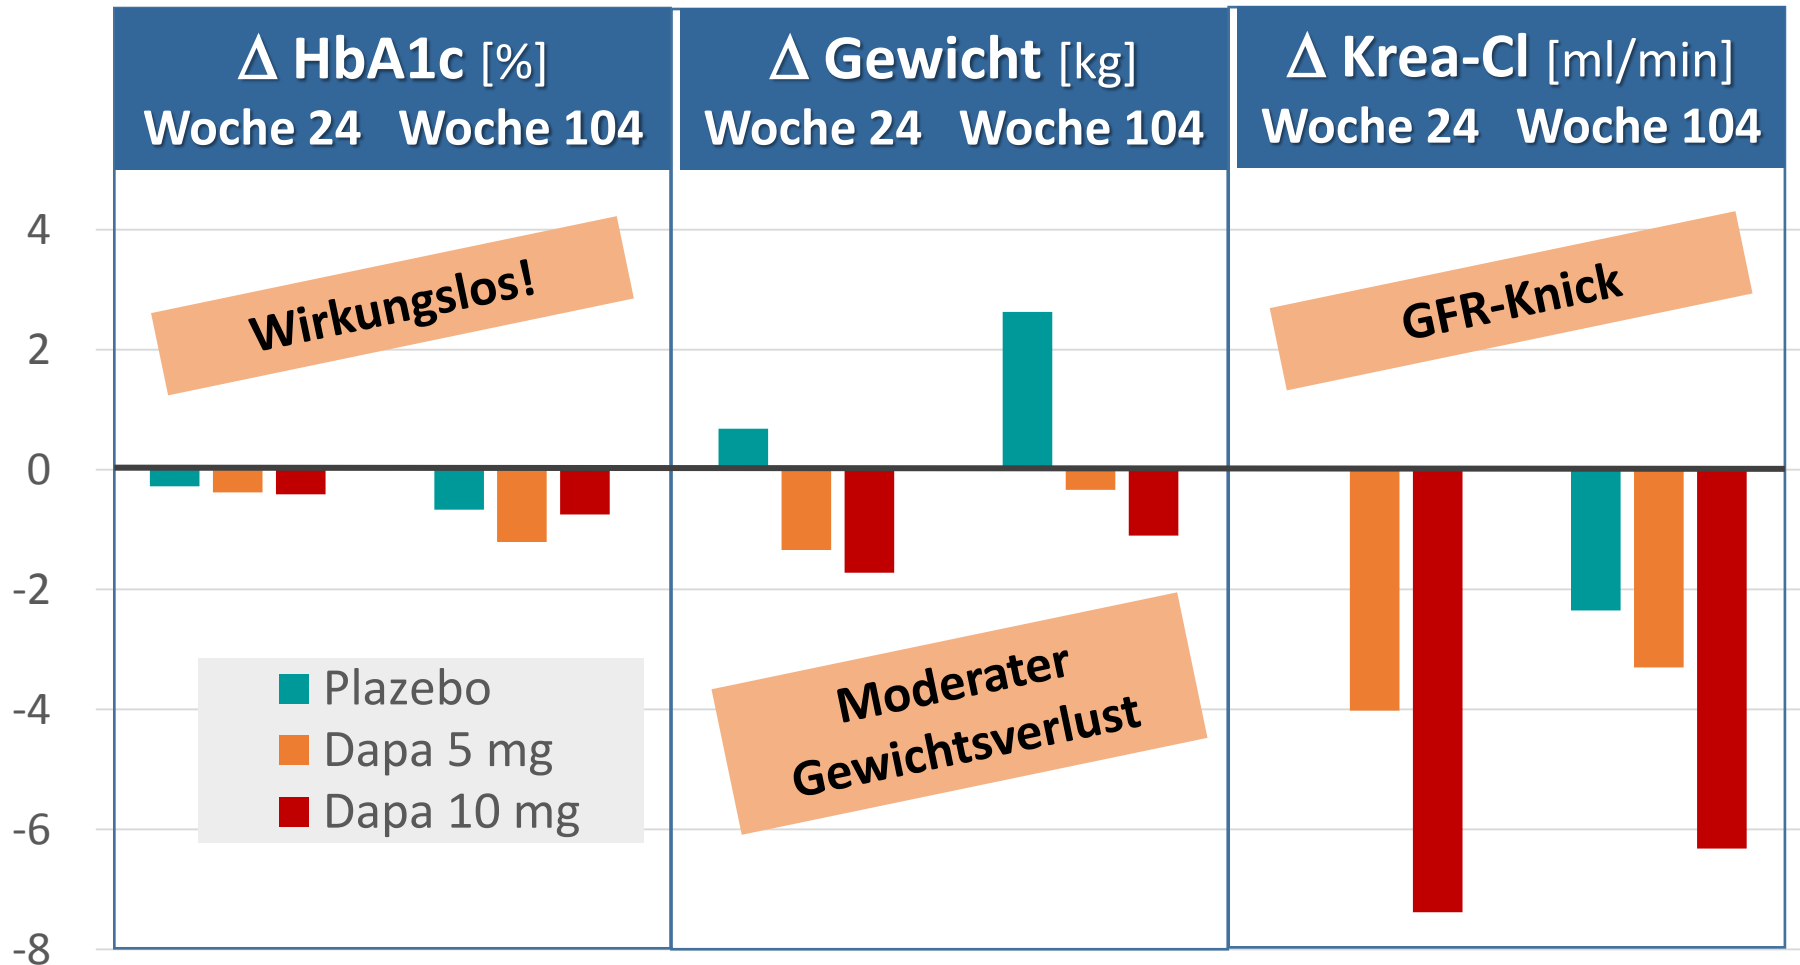 Δ HbA1c [%]
Woche 24 Woche 104
Δ Gewicht [kg]
Woche 24 Woche 104
Δ Krea-Cl [ml/min]
Woche 24 Woche 104
4
2
0
-2
-4
-6
-8
Wirkungslos!
Plazebo
Dapa 5 mg
Dapa 10 mg
Moderater
Gewichtsverlust
GFR-Knick